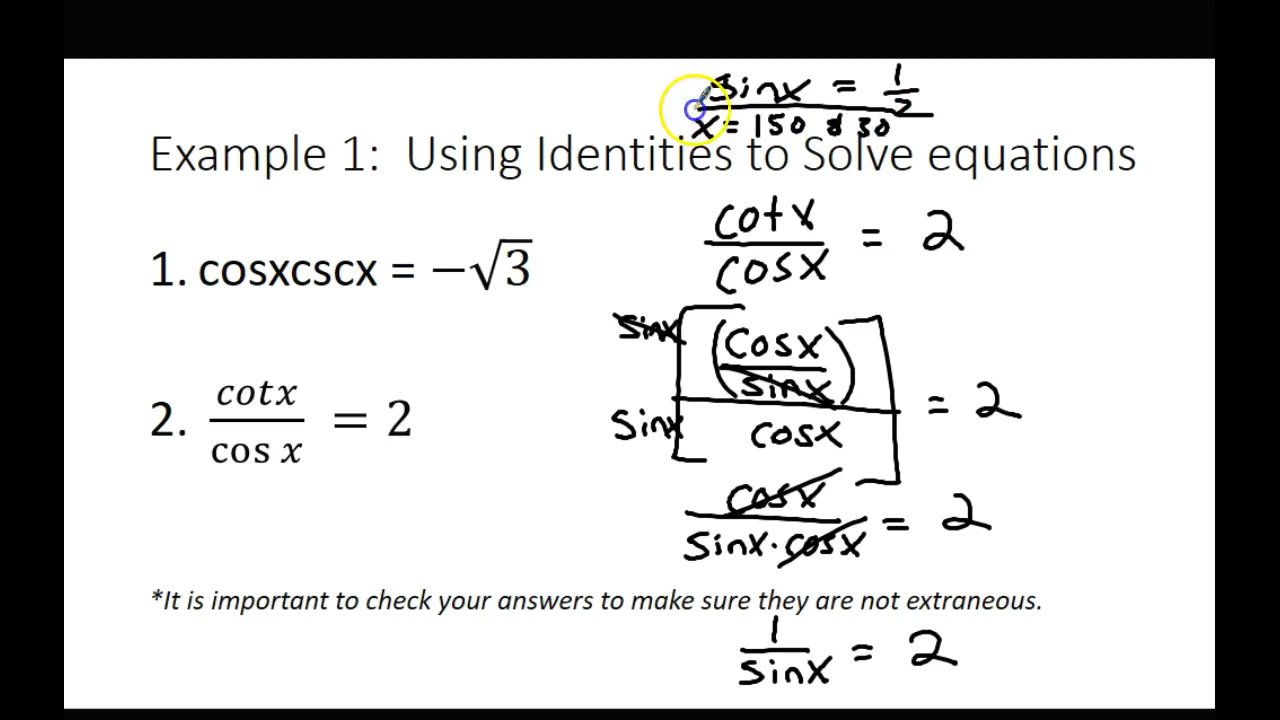 sinx = 1/2
x = 150 & 30
Example 1: Using Identities to Solve equations
cotx/cosx = 2
1. cosxcscx = −√3
sinx [(cosx/sinx)
sinx cosx] = 2
2. cotx/cos x = 2
cosx/sinx·cosx = 2
*It is important to check your answers to make sure they are not extraneous.
1/sinx = 2